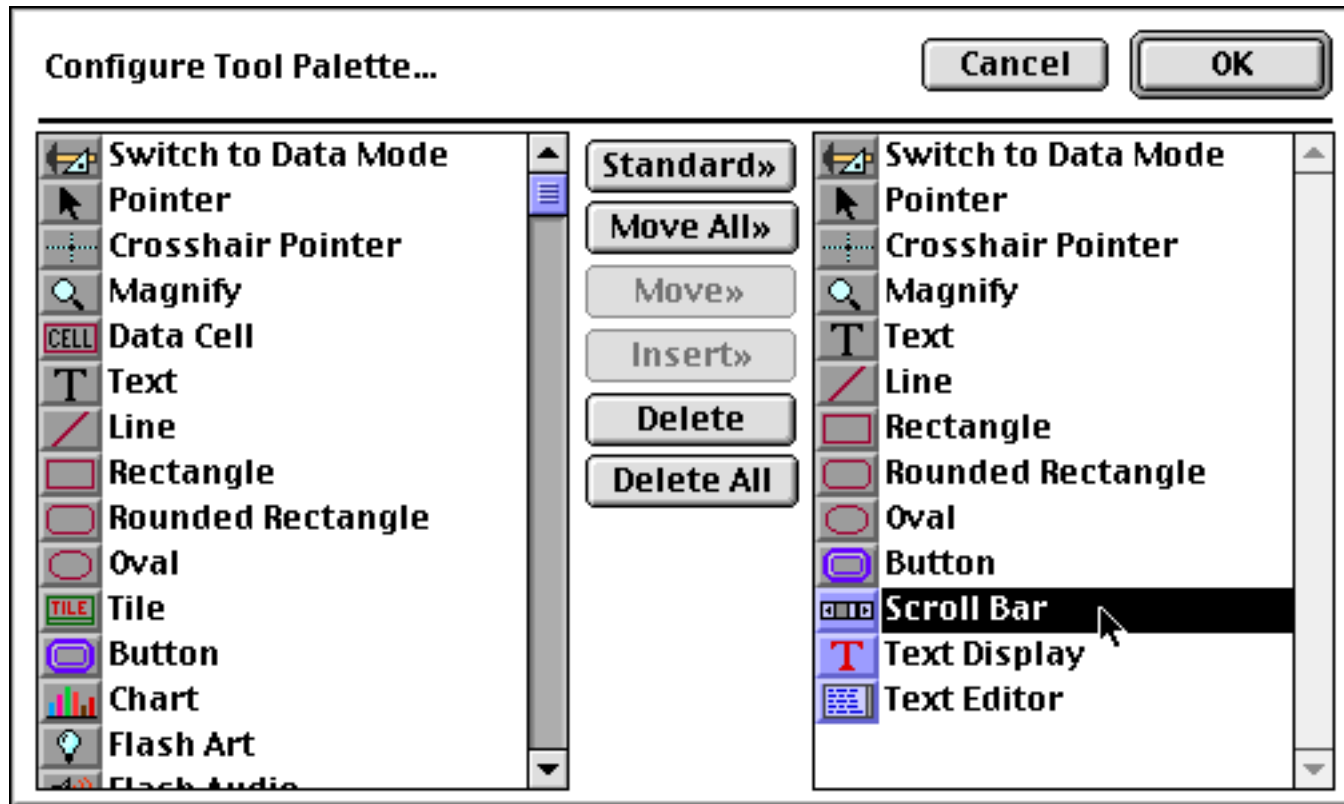 Configure Tool Palette...
Cancel
OK
Switch to Data Mode
Pointer
Crosshair Pointer
Magnify
CELL Data Cell
T Text
Line
Rectangle
Rounded Rectangle
Oval
TILE Tile
Button
Chart
Flash Art
Flash Audio
Standard»
Move All»
Move»
Insert»
Delete
Delete All
Switch to Data Mode
Pointer
Crosshair Pointer
Magnify
T Text
Line
Rectangle
Rounded Rectangle
Oval
Button
Scroll Bar
T Text Display
Text Editor